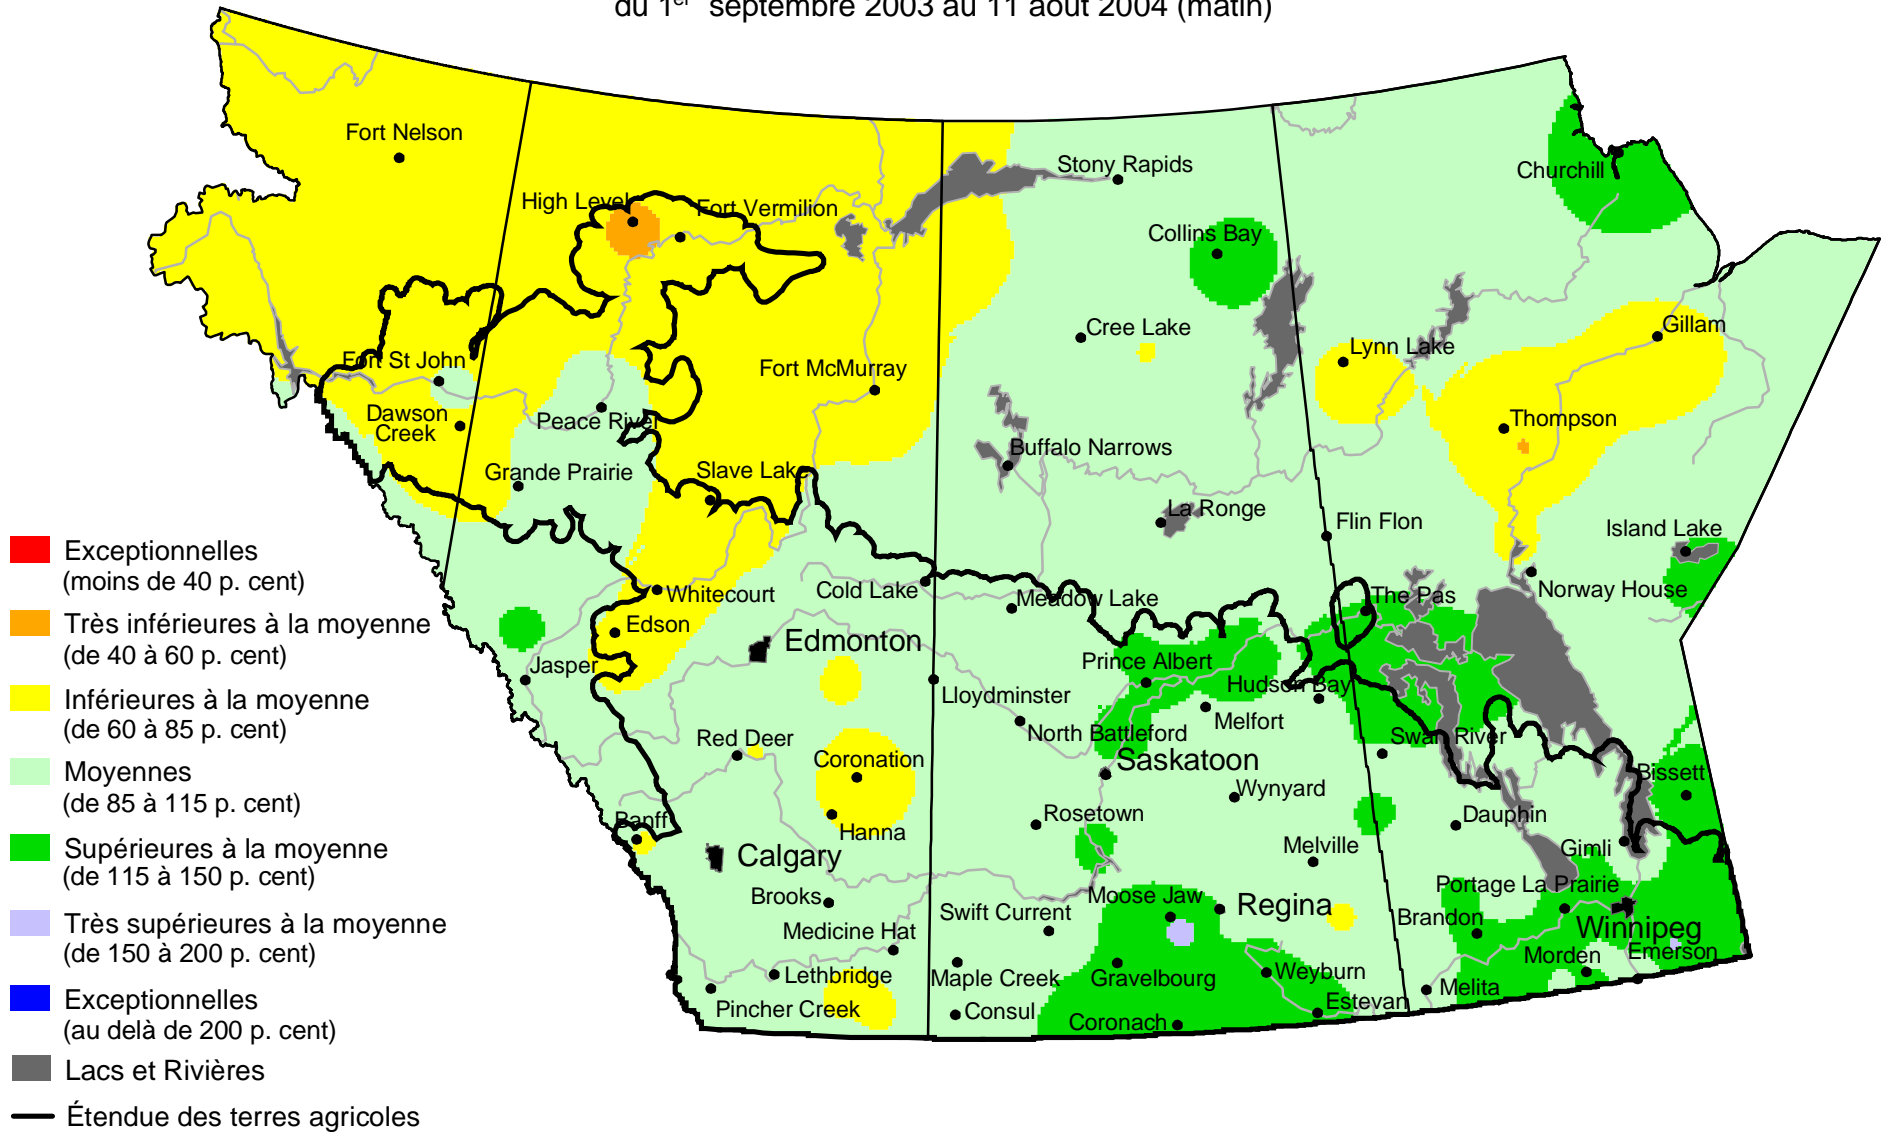 du 1er septembre 2003 au 11 août 2004 (matin)
Fort Nelson
High Level
Fort Vermilion
Stony Rapids
Churchill
Collins Bay
Cree Lake
Gillam
Lynn Lake
Fort St John
Fort McMurray
Dawson
Creek
Peace River
Thompson
Buffalo Narrows
Grande Prairie
Slave Lake
La Ronge
Flin Flon
Island Lake
Cold Lake
Meadow Lake
The Pas
Norway House
Whitecourt
Edson
Edmonton
Jasper
Prince Albert
Hudson Bay
Lloydminster
Melfort
North Battleford
Red Deer
Swan River
Coronation
Saskatoon
Bissett
Wynyard
Banff
Hanna
Rosetown
Dauphin
Calgary
Melville
Gimli
Brooks
Moose Jaw
Portage La Prairie
Swift Current
Regina
Brandon
Winnipeg
Medicine Hat
Morden
Emerson
Lethbridge
Maple Creek
Gravelbourg
Weyburn
Melita
Pincher Creek
Consul
Coronach
Estevan
Exceptionnelles
(moins de 40 p. cent)
Très inférieures à la moyenne
(de 40 à 60 p. cent)
Inférieures à la moyenne
(de 60 à 85 p. cent)
Moyennes
(de 85 à 115 p. cent)
Supérieures à la moyenne
(de 115 à 150 p. cent)
Très supérieures à la moyenne
(de 150 à 200 p. cent)
Exceptionnelles
(au delà de 200 p. cent)
Lacs et Rivières
Étendue des terres agricoles